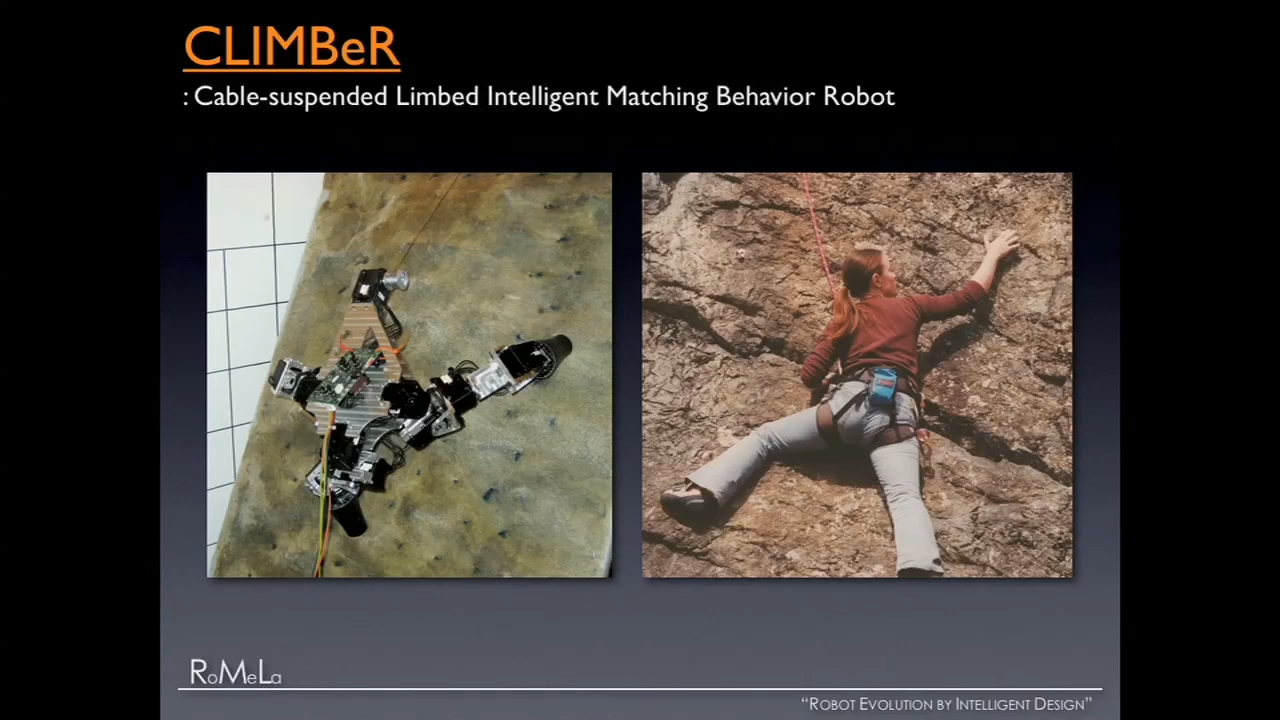 CLIMBeR
: Cable-suspended Limbed Intelligent Matching Behavior Robot
RoMeLa
“ROBOT EVOLUTION BY INTELLIGENT DESIGN”